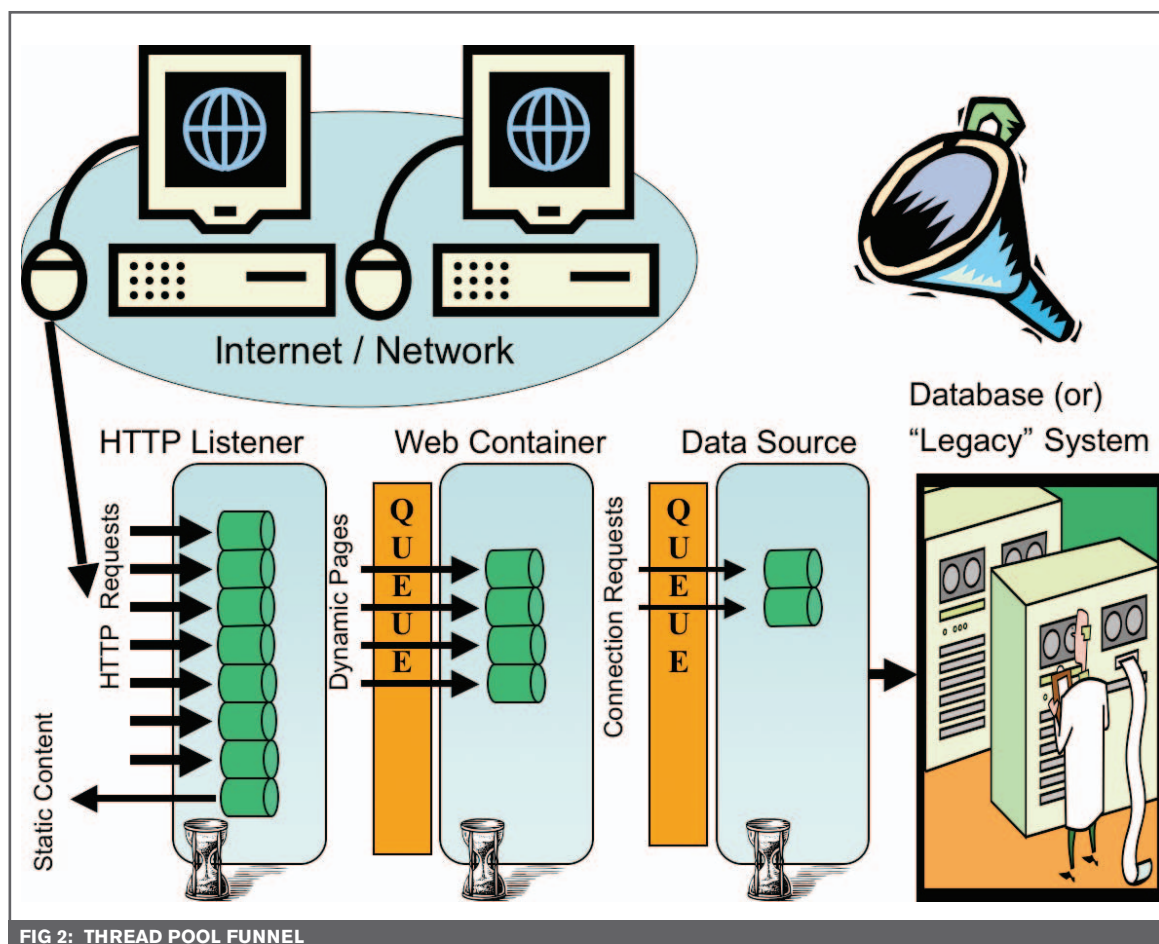 Internet / Network
Database (or)
“Legacy” System
HTTP Listener
Web Container
Data Source
HTTP Requests
Static Content
Dynamic Pages
QUEUE
Connection Requests
QUEUE
FIG 2: THREAD POOL FUNNEL